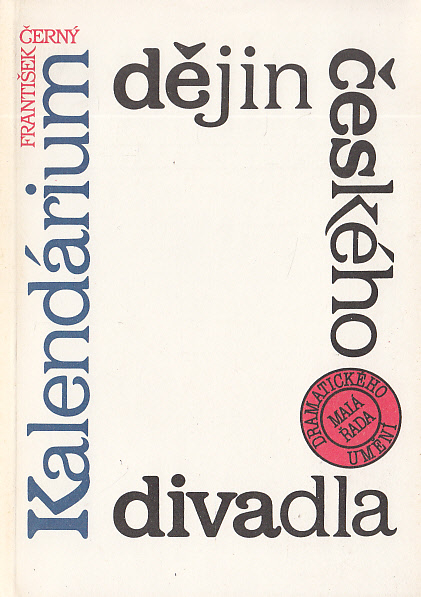 FRANTIŠEK ČERNÝ
Kalendárium
dějin
českého
divadla
DRAMATICKÉHO
UMĚNÍ
MALÁ
ŘADA